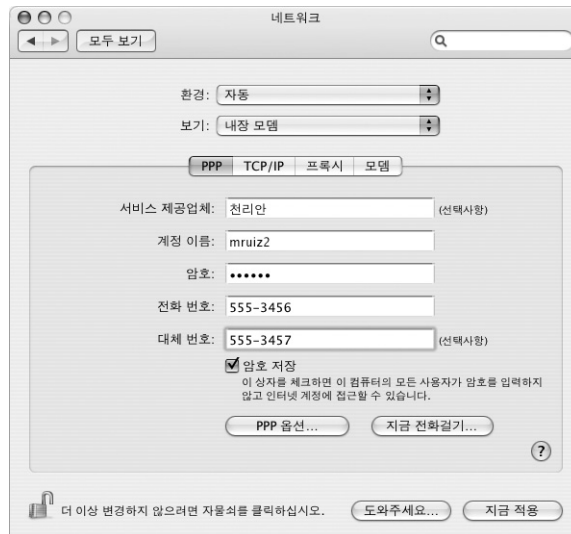 네트워크
모두 보기
환경: 자동
보기: 내장 모뎀
PPP TCP/IP 프록시 모뎀
서비스 제공업체: 천리안 (선택사항)
계정 이름: mruiz2
암호: ••••••
전화 번호: 555-3456
대체 번호: 555-3457 (선택사항)
암호 저장
이 상자를 체크하면 이 컴퓨터의 모든 사용자가 암호를 입력하지
않고 인터넷 계정에 접근할 수 있습니다.
PPP 옵션... 지금 전화걸기...
?
더 이상 변경하지 않으려면 자물쇠를 클릭하십시오. 도와주세요... 지금 적용